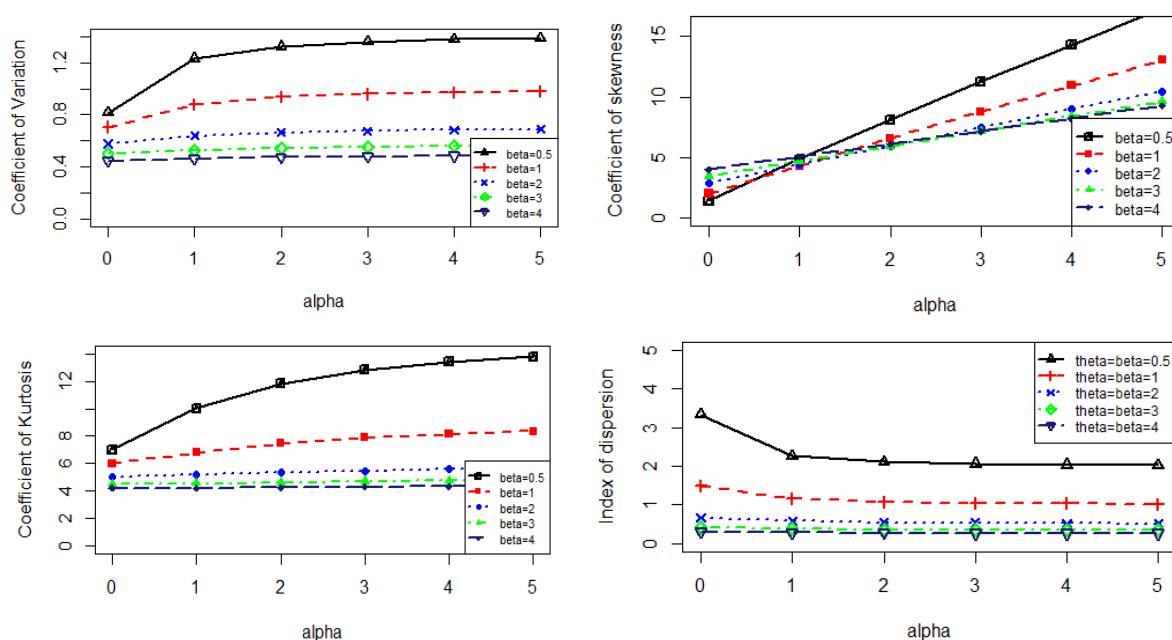 Coefficient of Variation
0.0 0.4 0.8 1.2
beta=0.5
beta=1
beta=2
beta=3
beta=4
0 1 2 3 4 5
alpha
Coefficient of skewness
0 5 10 15
beta=0.5
beta=1
beta=2
beta=3
beta=4
0 1 2 3 4 5
alpha
Coefficient of Kurtosis
0 2 4 6 8 12
beta=0.5
beta=1
beta=2
beta=3
beta=4
0 1 2 3 4 5
alpha
Index of dispersion
0 1 2 3 4 5
theta=beta=0.5
theta=beta=1
theta=beta=2
theta=beta=3
theta=beta=4
0 1 2 3 4 5
alpha